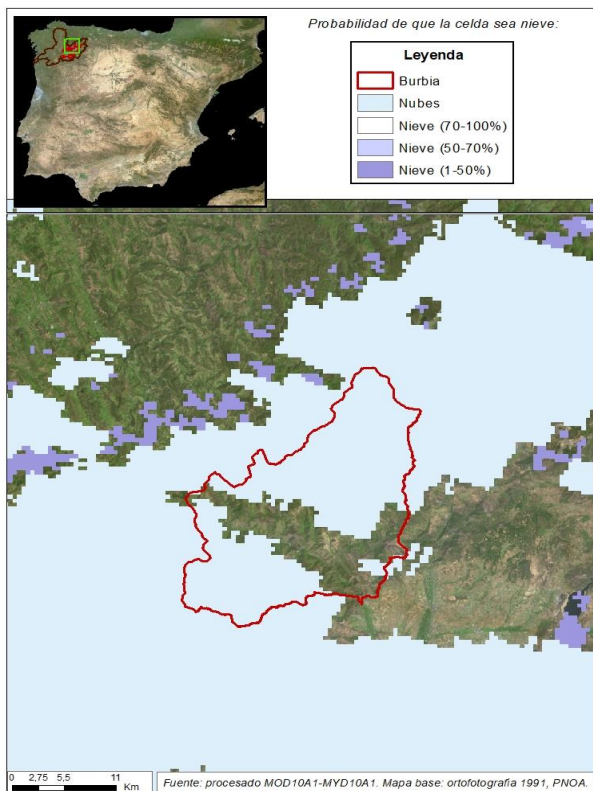 Probabilidad de que la celda sea nieve:
Leyenda
Burbia
Nubes
Nieve (70-100%)
Nieve (50-70%)
Nieve (1-50%)
0 2,75 5,5 11
Km
Fuente: procesado MOD10A1-MYD10A1. Mapa base: ortofotografía 1991, PNOA.